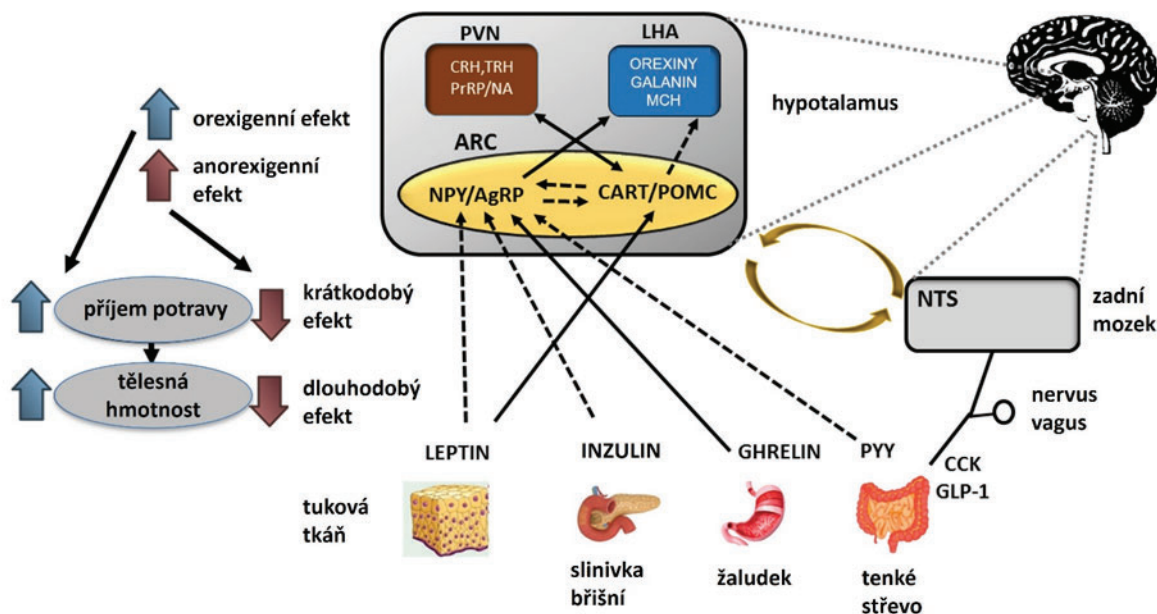 PVN
CRH,TRH
PrRP/NA
LHA
OREXINY
GALANIN
MCH
hypotalamus
ARC
NPY/AgRP
CART/POMC
orexigenní efekt
anorexigenní
efekt
příjem potravy
krátkodobý
efekt
tělesná
hmotnost
dlouhodobý
efekt
NTS
zadní
mozek
nervus
vagus
LEPTIN
INZULIN
GHRELIN
PYY
CCK
GLP-1
tuková
tkáň
slinivka
břišní
žaludek
tenké
střevo